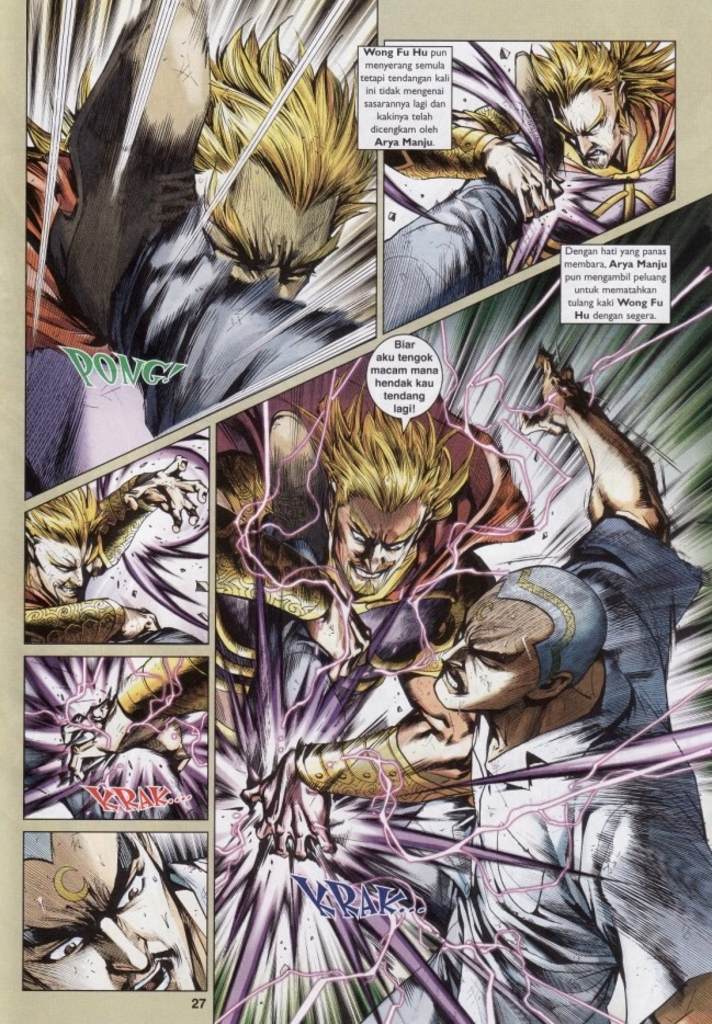 Wong Fu Hu pun
menyerang semula
tetapi tendangan kali
ini tidak mengenai
sasarannya lagi dan
kakinya telah
dicengkam oleh
Arya Manju.
PONG!
Dengan hati yang panas
membara, Arya Manju
pun mengambil peluang
untuk mematahkan
tulang kaki Wong Fu
Hu dengan segera.
Biar
aku tengok
macam mana
hendak kau
tendang
lagi!
KRAK...
KRAK...
27